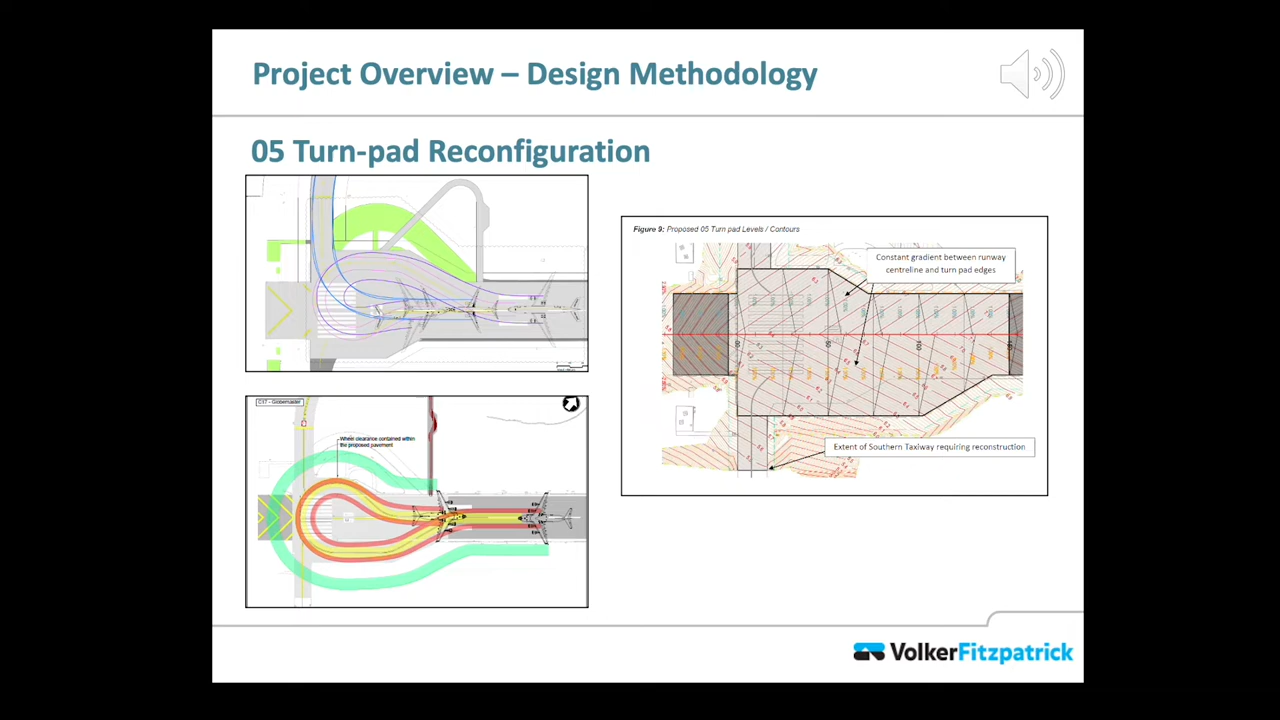 Project Overview – Design Methodology
05 Turn-pad Reconfiguration
C17 - Globemaster
Wheel clearance contained within
the proposed pavement
Figure 9: Proposed 05 Turn pad Levels / Contours
Constant gradient between runway
centreline and turn pad edges
Extent of Southern Taxiway requiring reconstruction
VolkerFitzpatrick